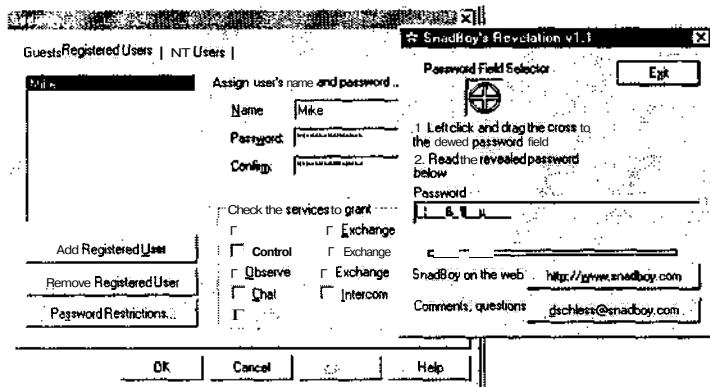 Guests Registered Users | NT Users |
Mike
Assign user's name and password ..
Name Mike
Password:
Confirm:
Check the services to grant
Exchange
Control Exchange
Observe Exchange
Chat Intercom
Add Registered User
Remove Registered User
Password Restrictions...
OK Cancel Help
SnadBoy's Revelation v1.1
Password Field Selector
Exit
1 Left click and drag the cross to
the dewed password field
2. Read the revealed password
below
Password
SnadBoy on the web http://www.snadboy.com
Comments, questions dschless@snadboy.com